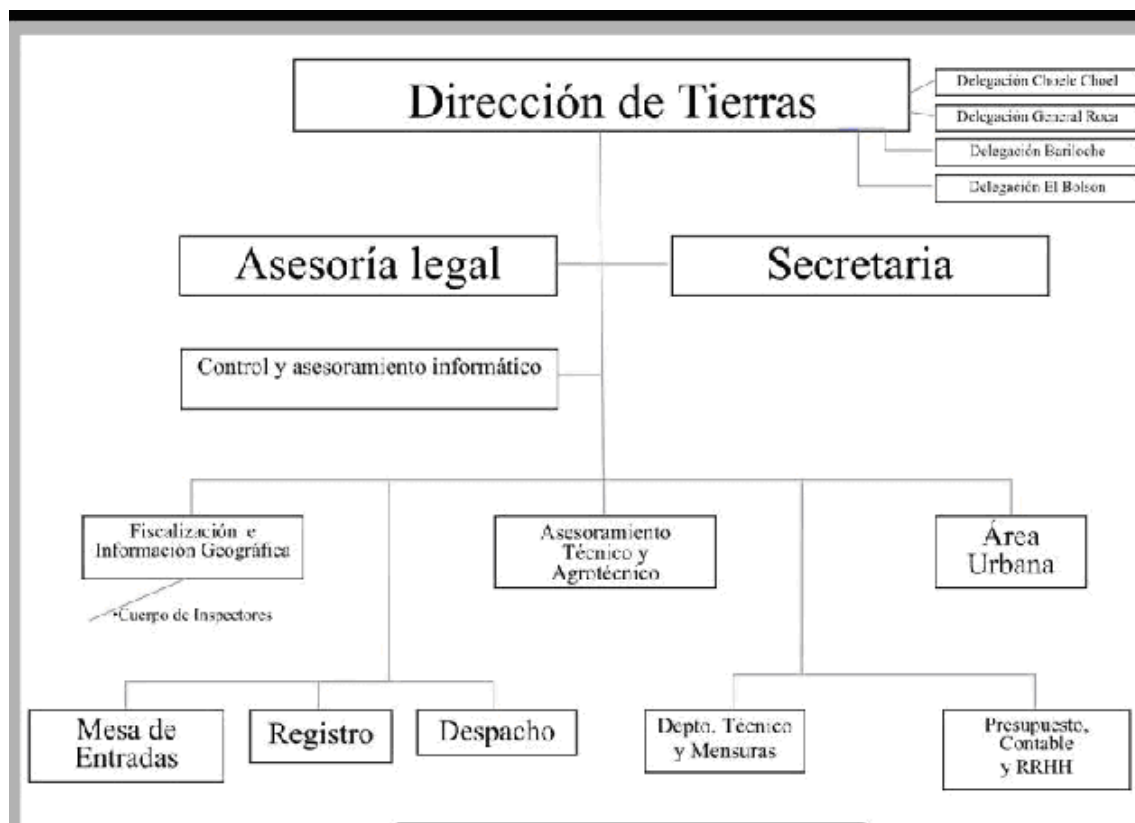 Dirección de Tierras
Delegación Choele Choel
Delegación General Roca
Delegación Bariloche
Delegación El Bolson
Asesoría legal
Secretaria
Control y asesoramiento informático
Fiscalización e
Información Geográfica
•Cuerpo de Inspectores
Asesoramiento
Técnico y
Agrotécnico
Área
Urbana
Mesa de
Entradas
Registro
Despacho
Depto. Técnico
y Mensuras
Presupuesto,
Contable
y RRHH